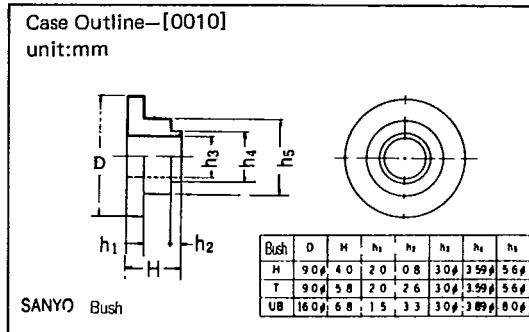 Case Outline—[0010]
unit:mm
D
h₃
h₄
h₅
h₁
h₂
H
Bush D H h₁ h₂ h₃ h₄ h₅
H 9.0ϕ 4.0 2.0 0.8 3.0ϕ 3.59ϕ 5.6ϕ
T 9.0ϕ 5.8 2.0 2.6 3.0ϕ 3.59ϕ 5.6ϕ
UB 16.0ϕ 6.8 1.5 3.3 3.0ϕ 3.89ϕ 8.0ϕ
SANYO Bush